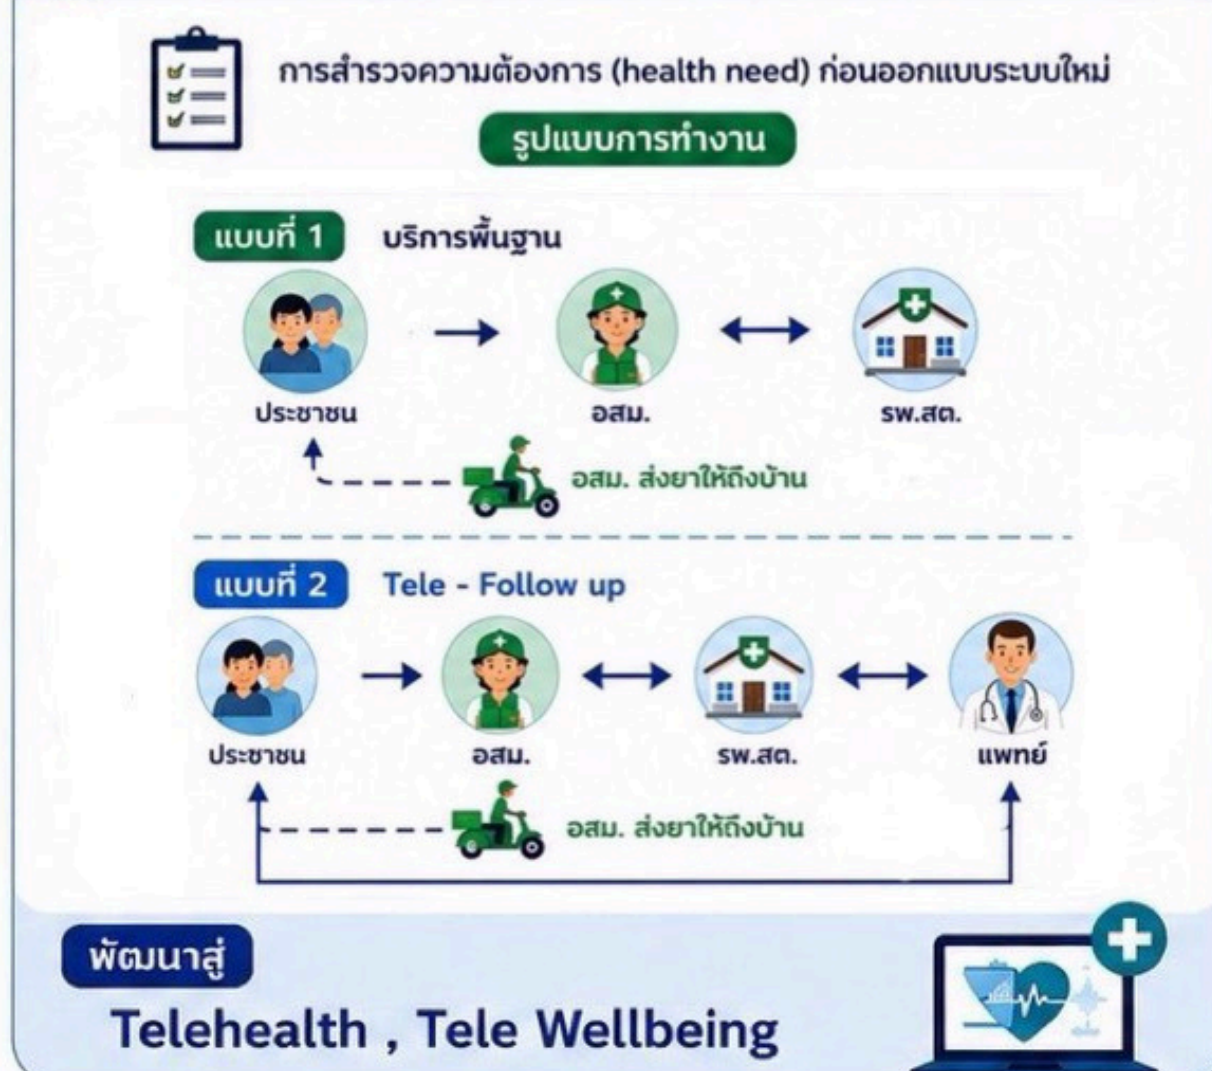 การสำรวจความต้องการ (health need) ก่อนออกแบบระบบใหม่
รูปแบบการทำงาน
แบบที่ 1 บริการพื้นฐาน
ประชาชน อสม. รพ.สต.
อสม. ส่งยาให้ถึงบ้าน
แบบที่ 2 Tele - Follow up
ประชาชน อสม. รพ.สต. แพทย์
อสม. ส่งยาให้ถึงบ้าน
พัฒนาสู่
Telehealth , Tele Wellbeing